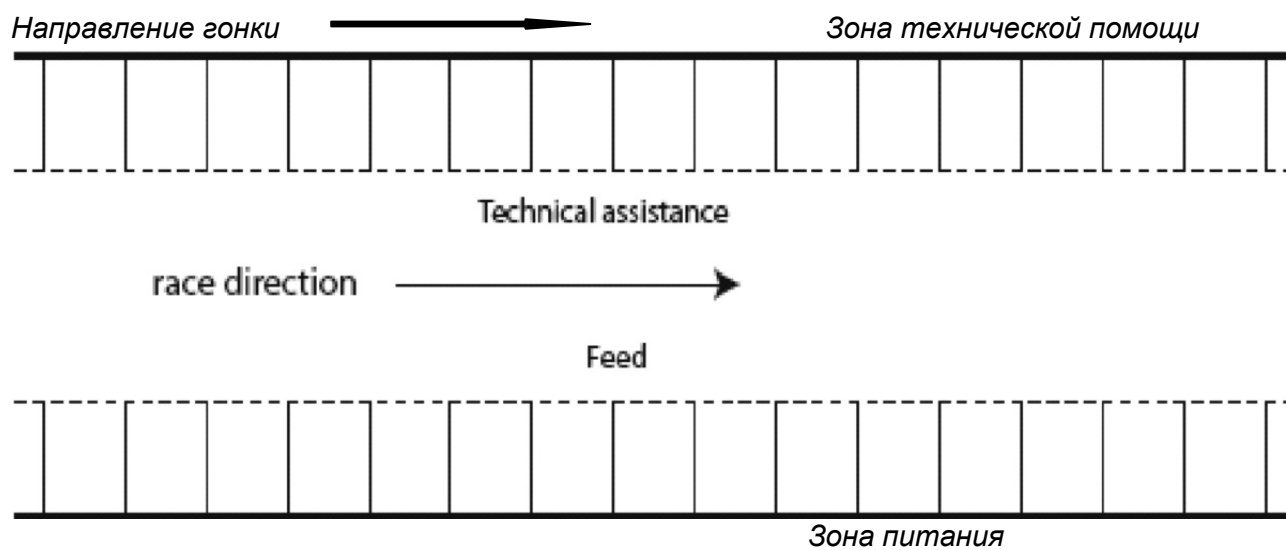 Направление гонки
Зона технической помощи
Technical assistance
race direction
Feed
Зона питания